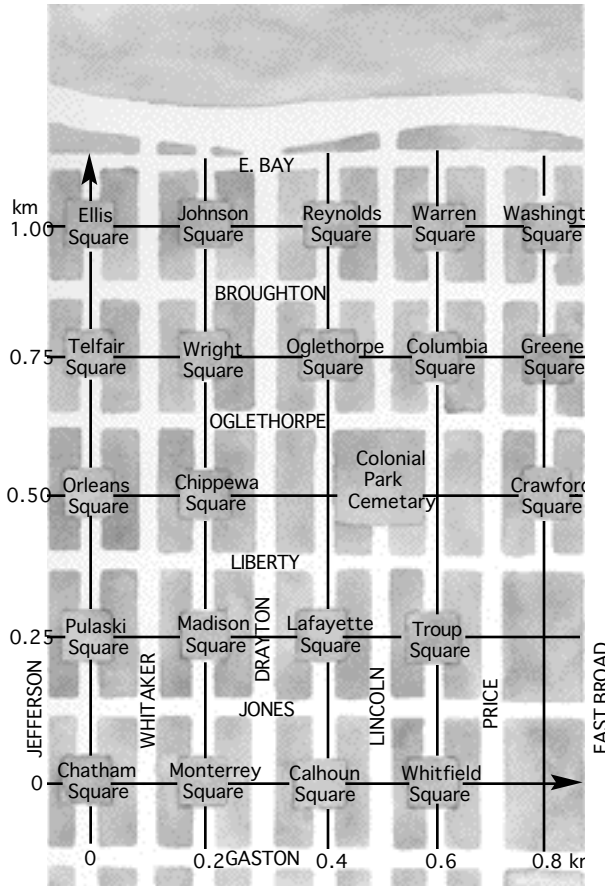 E. BAY
km
1.00
Ellis
Square
Johnson
Square
Reynolds
Square
Warren
Square
Washingt
Square
BROUGHTON
0.75
Telfair
Square
Wright
Square
Oglethorpe
Square
Columbia
Square
Greene
Square
OGLETHORPE
0.50
Orleans
Square
Chippewa
Square
Colonial
Park
Cemetary
Crawford
Square
LIBERTY
0.25
Pulaski
Square
Madison
Square
Lafayette
Square
Troup
Square
JEFFERSON
WHITAKER
DRAYTON
LINCOLN
PRICE
EAST BROAD
JONES
0
Chatham
Square
Monterrey
Square
Calhoun
Square
Whitfield
Square
0
0.2
GASTON
0.4
0.6
0.8 km